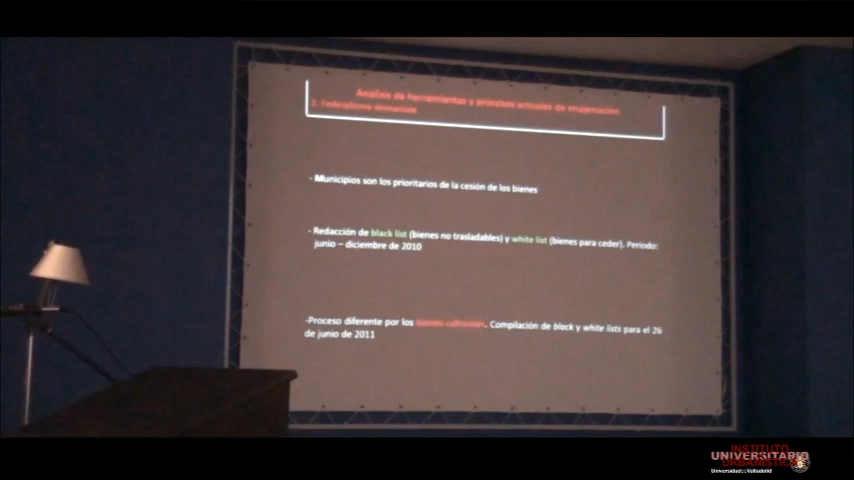 Análisis de herramientas y procesos actuales de enajenación
2. Federalismo demaniale
- Municipios son los prioritarios de la cesión de los bienes
- Redacción de black list (bienes no trasladables) y white list (bienes para ceder). Periodo:
junio – diciembre de 2010
-Proceso diferente por los bienes culturales. Compilación de black y white lists para el 26
de junio de 2011
INSTITUTO
UNIVERSITARIO
URBANÍSTICA
Universidad de Valladolid